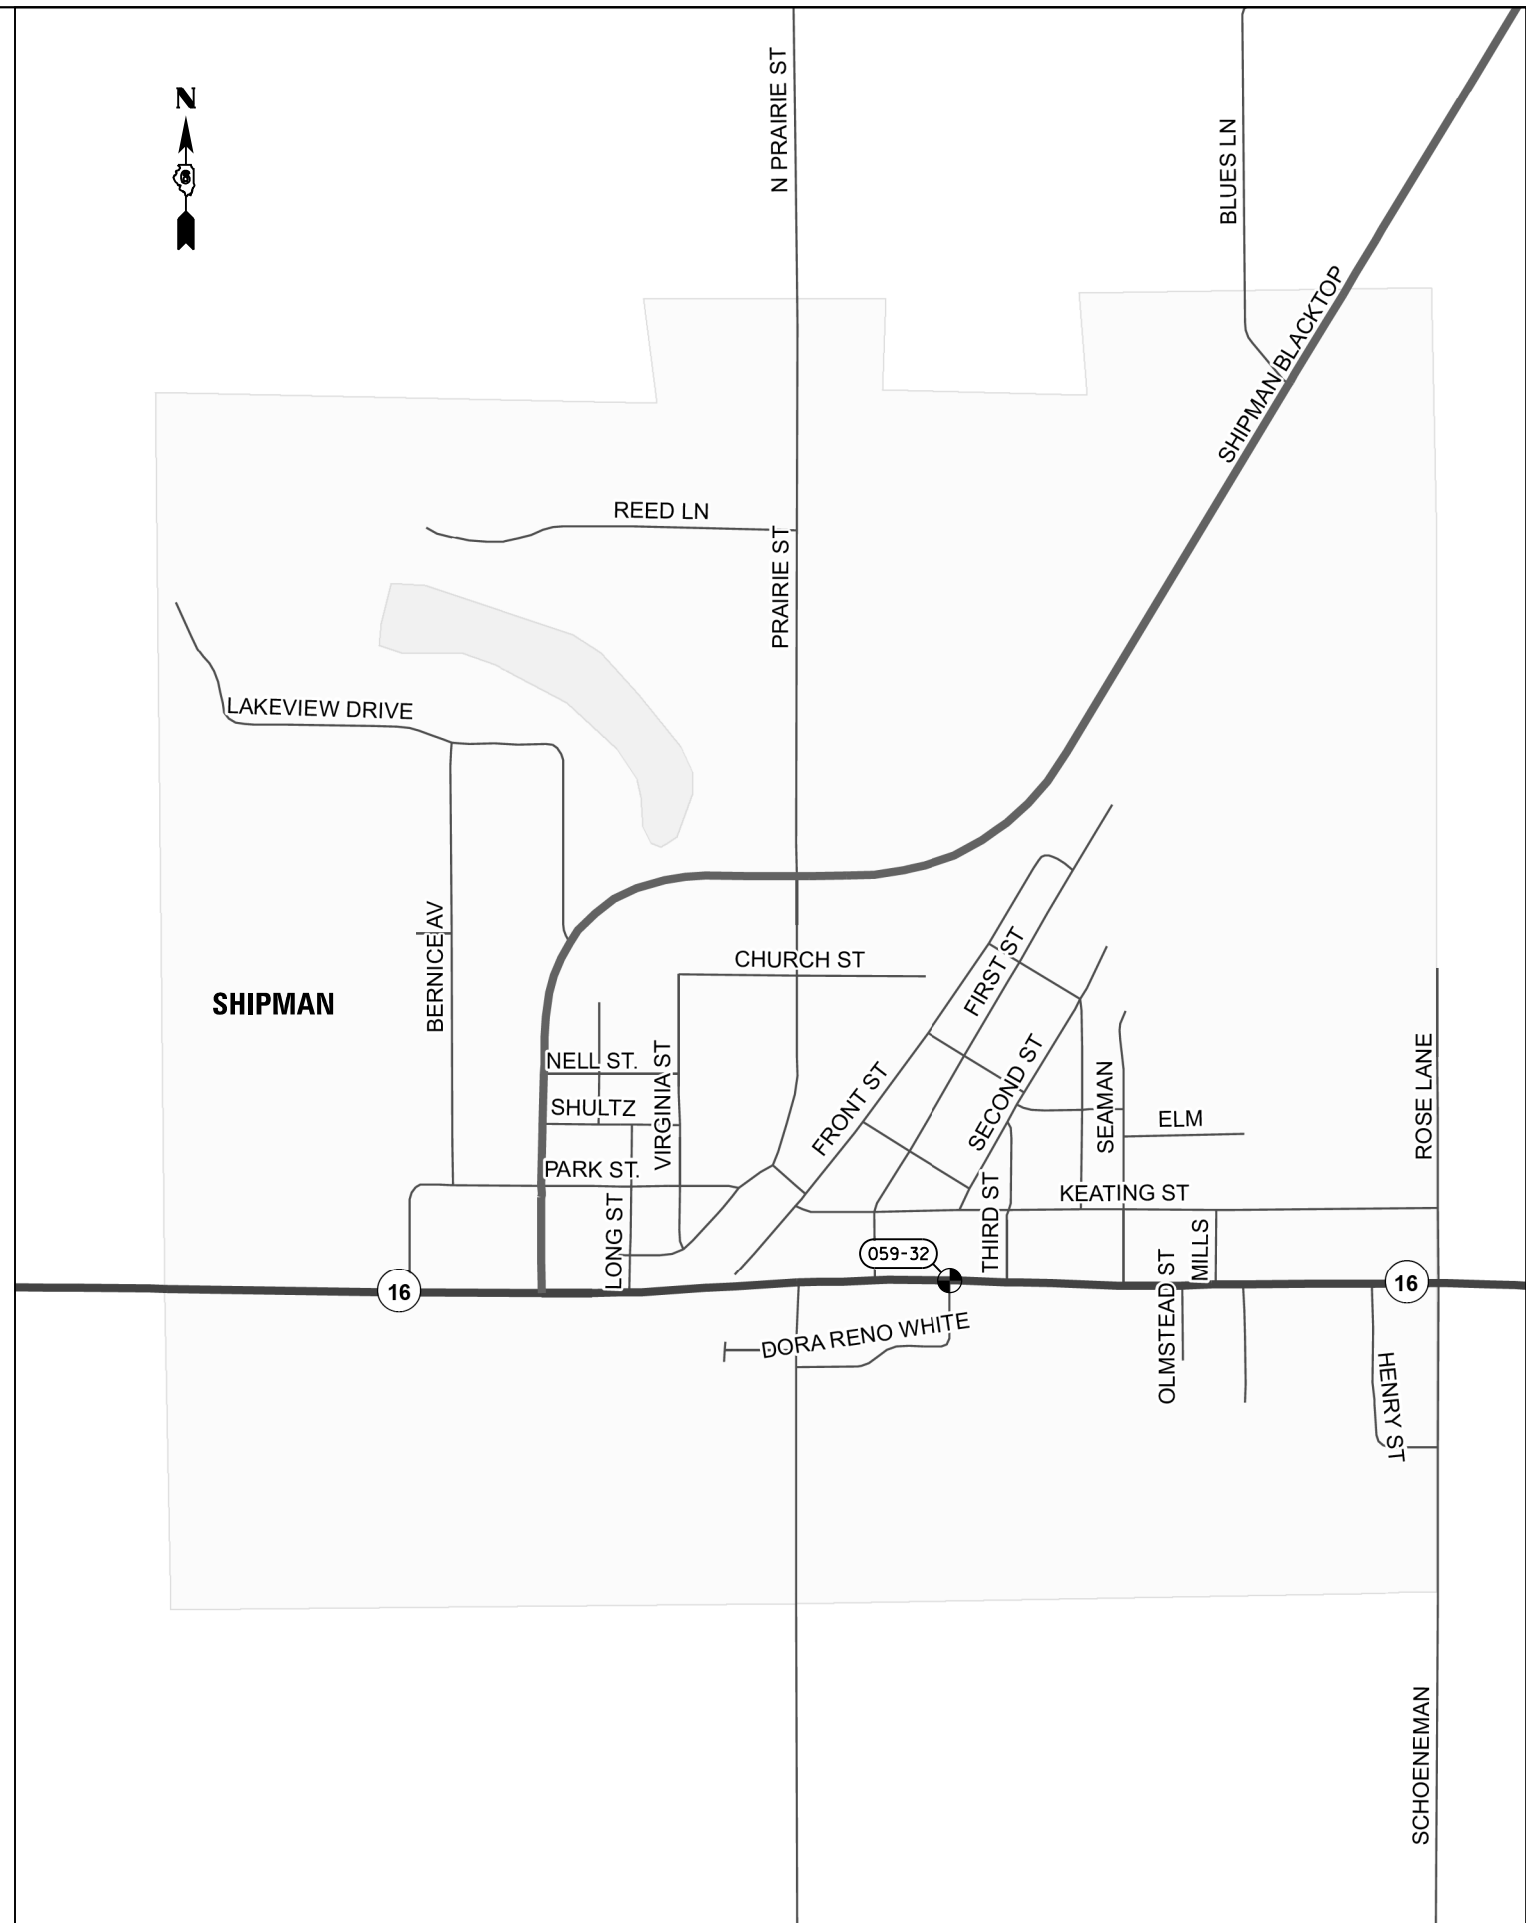 N
6
N PRAIRIE ST
BLUES LN
SHIPMAN/BLACKTOP
REED LN
PRAIRIE ST
LAKEVIEW DRIVE
BERNICE AV
CHURCH ST
SHIPMAN
FIRST ST
NELL ST.
VIRGINIA ST
SECOND ST
FRONT ST
SEAMAN
ROSE LANE
SHULTZ
ELM
PARK ST.
LONG ST
THIRD ST
KEATING ST
MILLS
059-32
16
16
OLMSTEAD ST
DORA RENO WHITE
HENRY ST
SCHOENEMAN